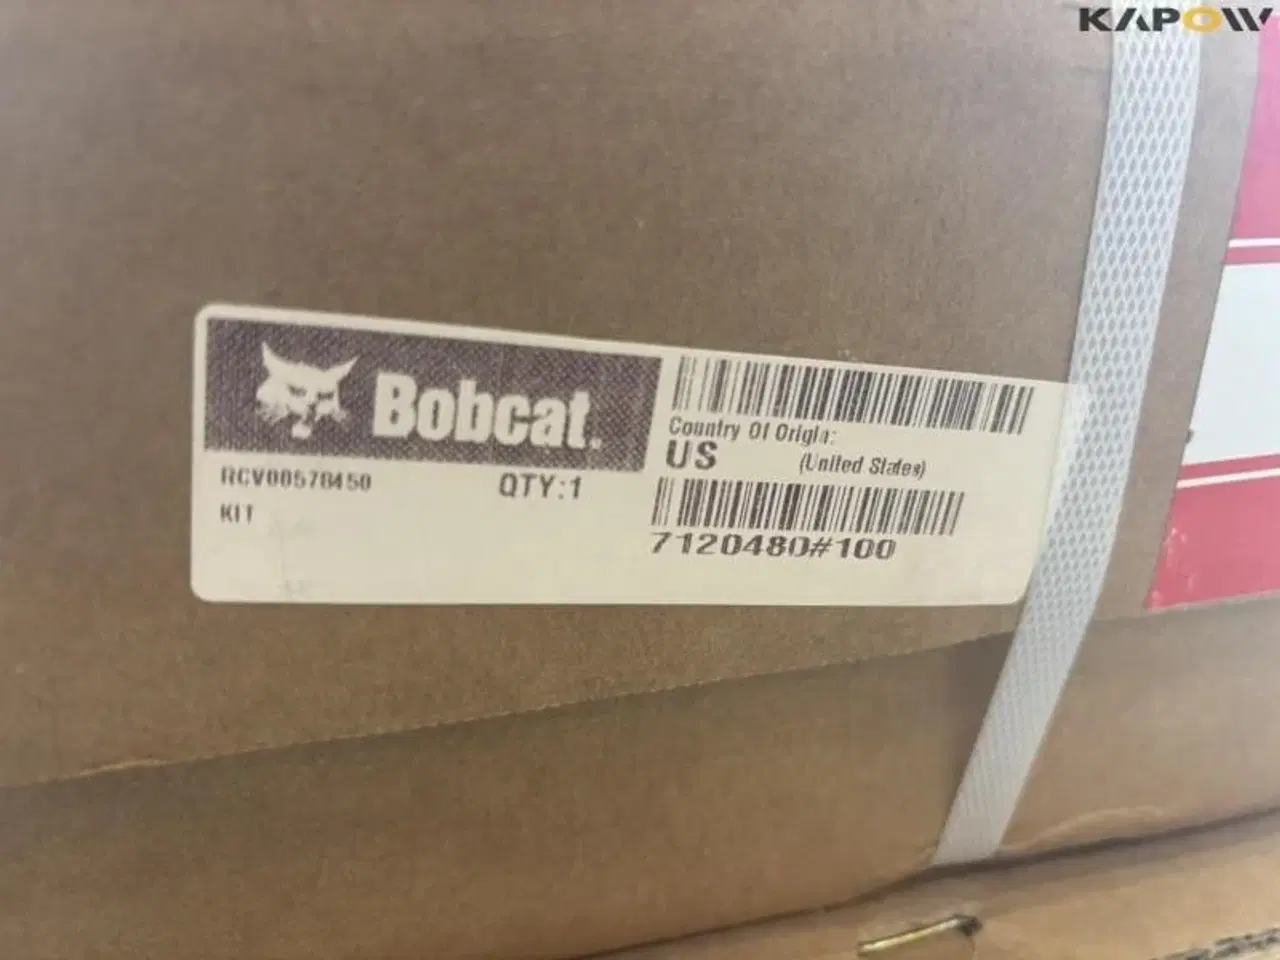 KAPOW
Bobcat.
RCV00578450 QTY:1
KIT
Country Of Origin:
US (United States)
7120480#100